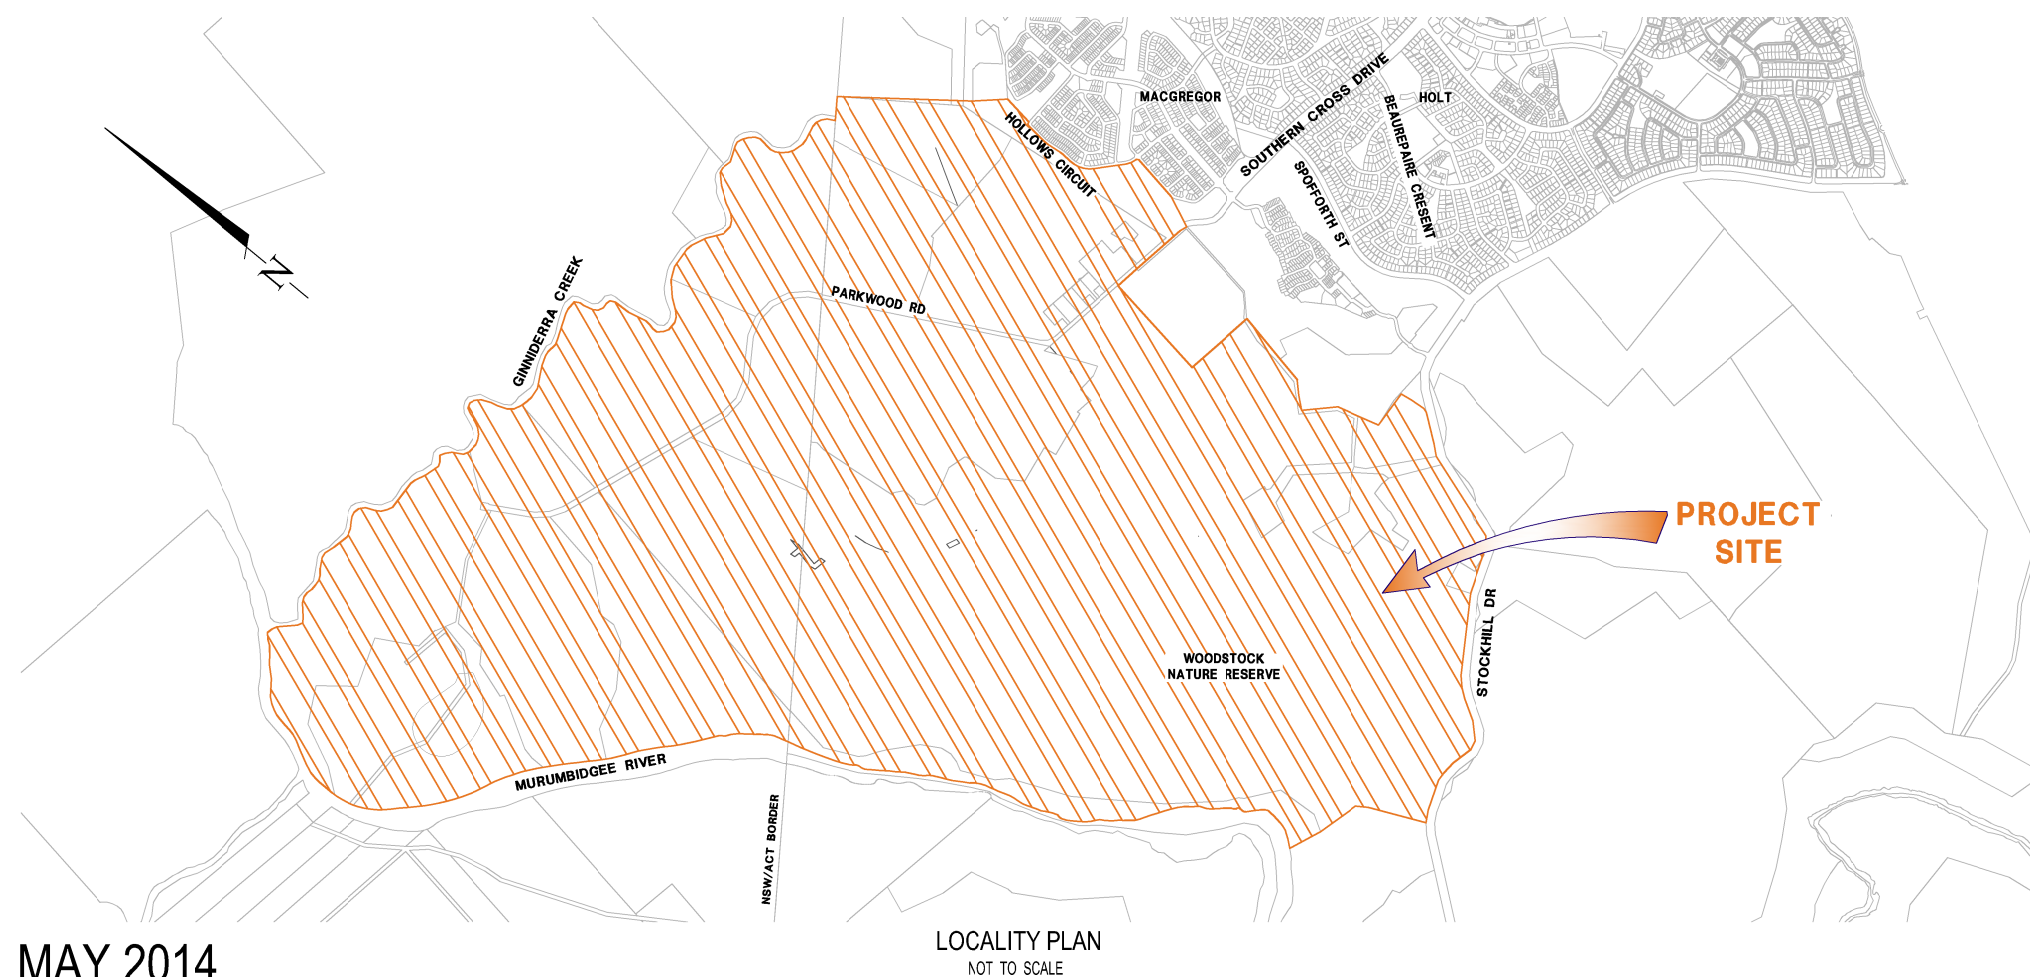 MACGREGOR
SOUTHERN CROSS DRIVE
HOLT
BEAUREPAIRE CRESENT
HOLLOWS CIRCUIT
SPOFFORTH ST
N
GINNIDERRA CREEK
PARKWOOD RD
PROJECT
SITE
STOCKHILL DR
WOODSTOCK
NATURE RESERVE
MURUMBIDGEE RIVER
NSW/ACT BORDER
LOCALITY PLAN
NOT TO SCALE
MAY 2014